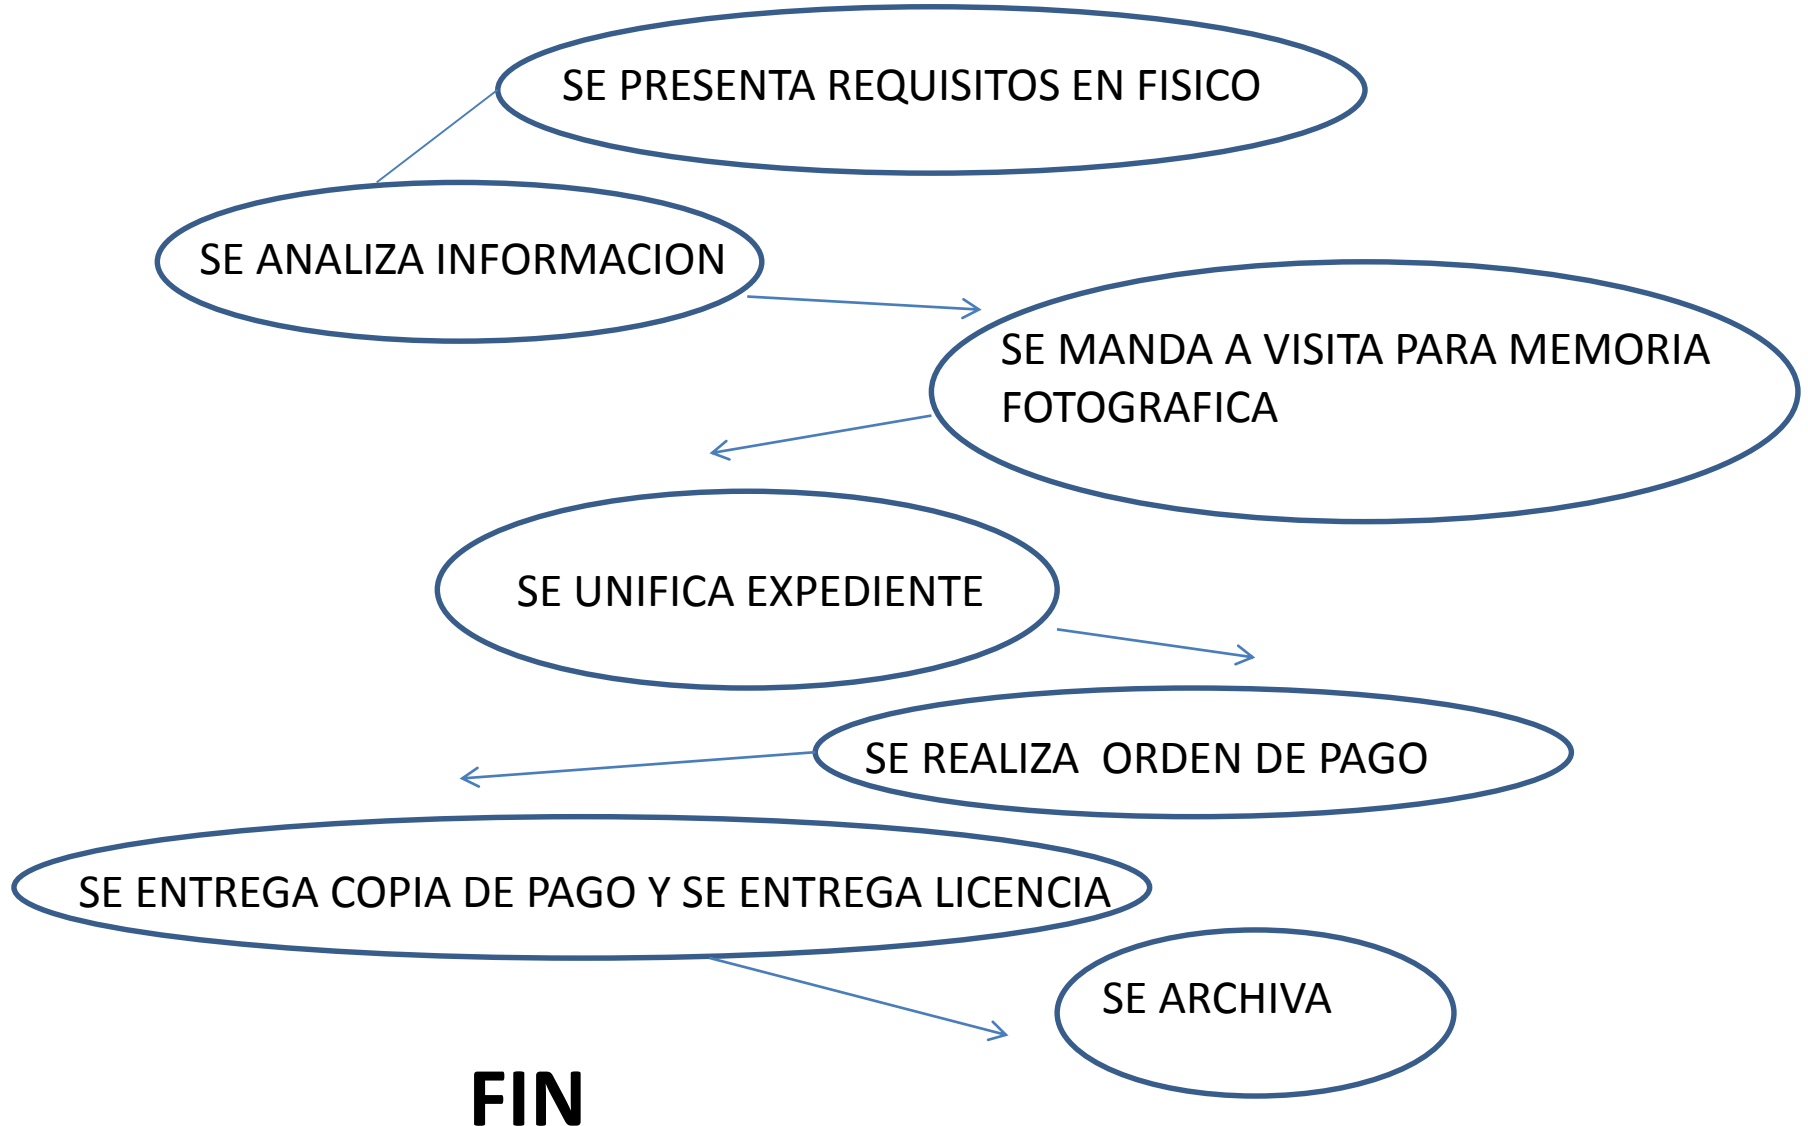 SE PRESENTA REQUISITOS EN FISICO
SE ANALIZA INFORMACION
SE MANDA A VISITA PARA MEMORIA
FOTOGRAFICA
SE UNIFICA EXPEDIENTE
SE REALIZA  ORDEN DE PAGO
SE ENTREGA COPIA DE PAGO Y SE ENTREGA LICENCIA
SE ARCHIVA
FIN